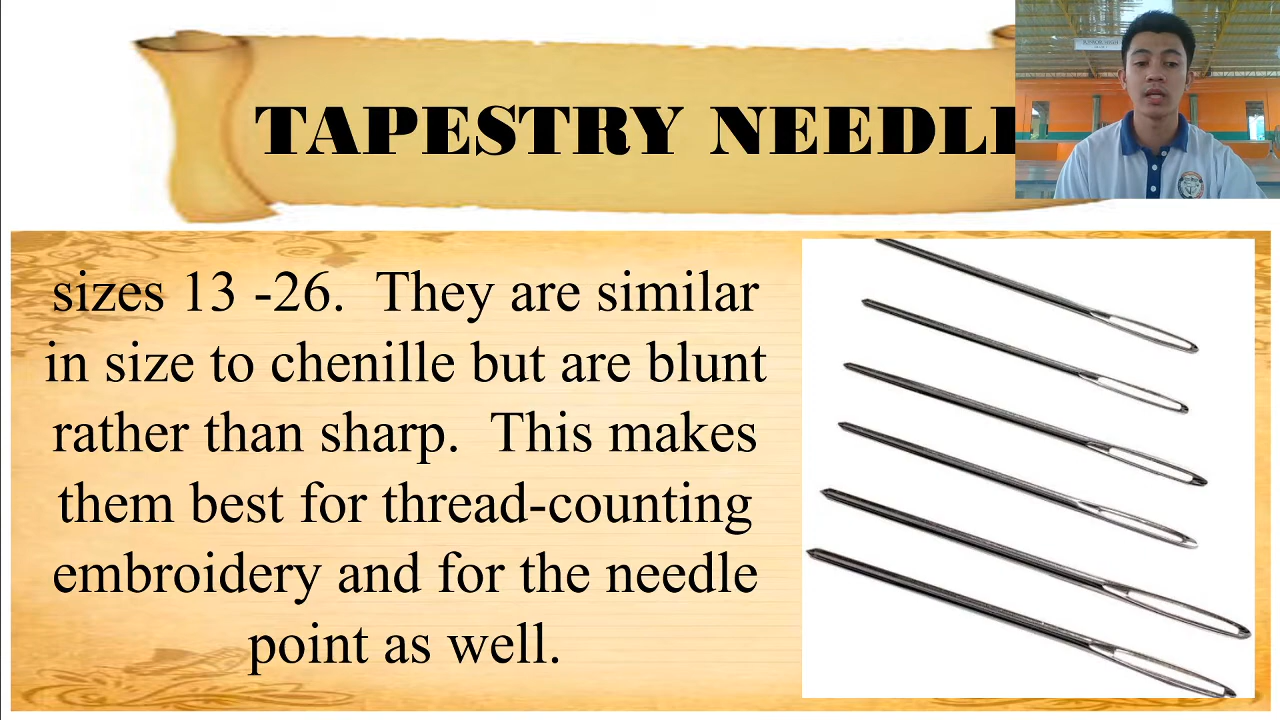 TAPESTRY NEEDL
sizes 13 -26. They are similar
in size to chenille but are blunt
rather than sharp. This makes
them best for thread-counting
embroidery and for the needle
point as well.